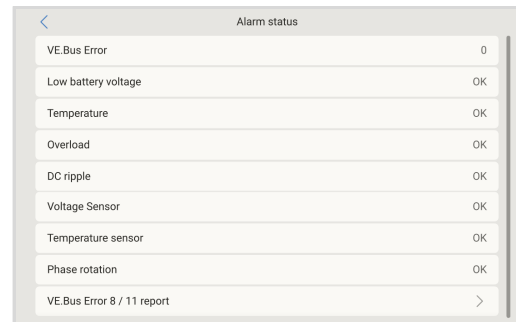 Alarm status
VE.Bus Error 0
Low battery voltage OK
Temperature OK
Overload OK
DC ripple OK
Voltage Sensor OK
Temperature sensor OK
Phase rotation OK
VE.Bus Error 8 / 11 report